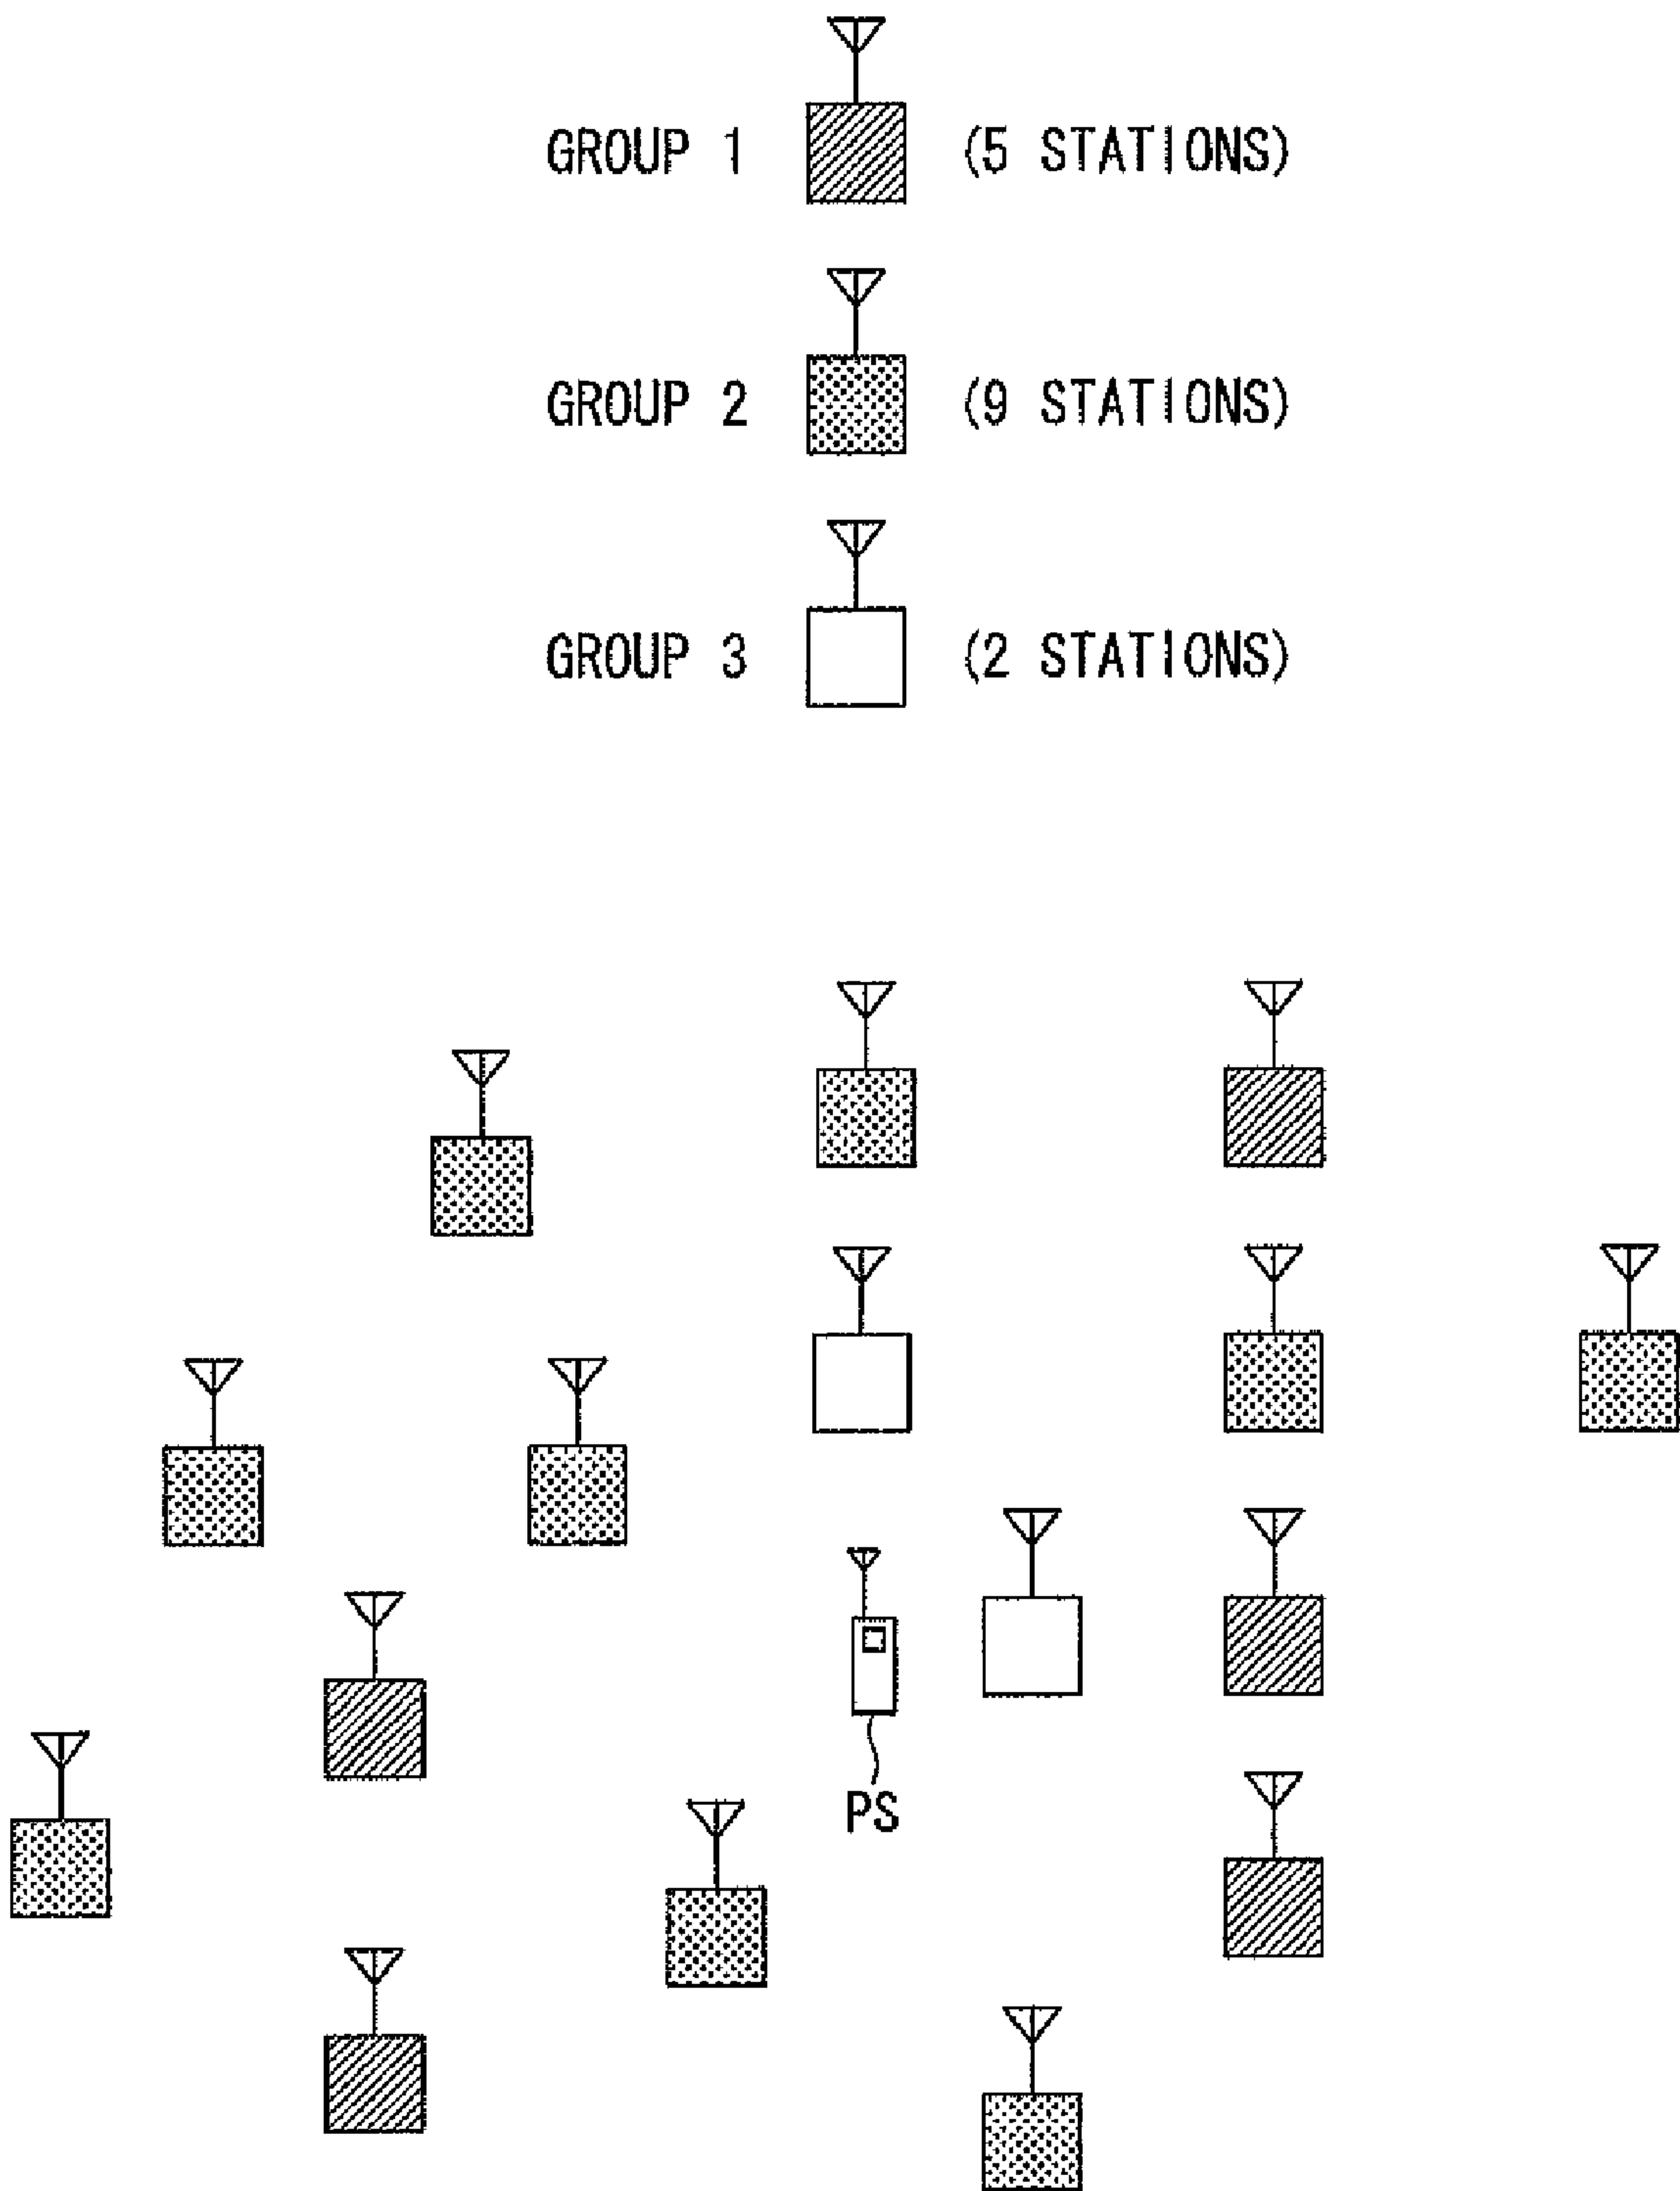 GROUP 1 (5 STATIONS)
GROUP 2 (9 STATIONS)
GROUP 3 (2 STATIONS)
PS